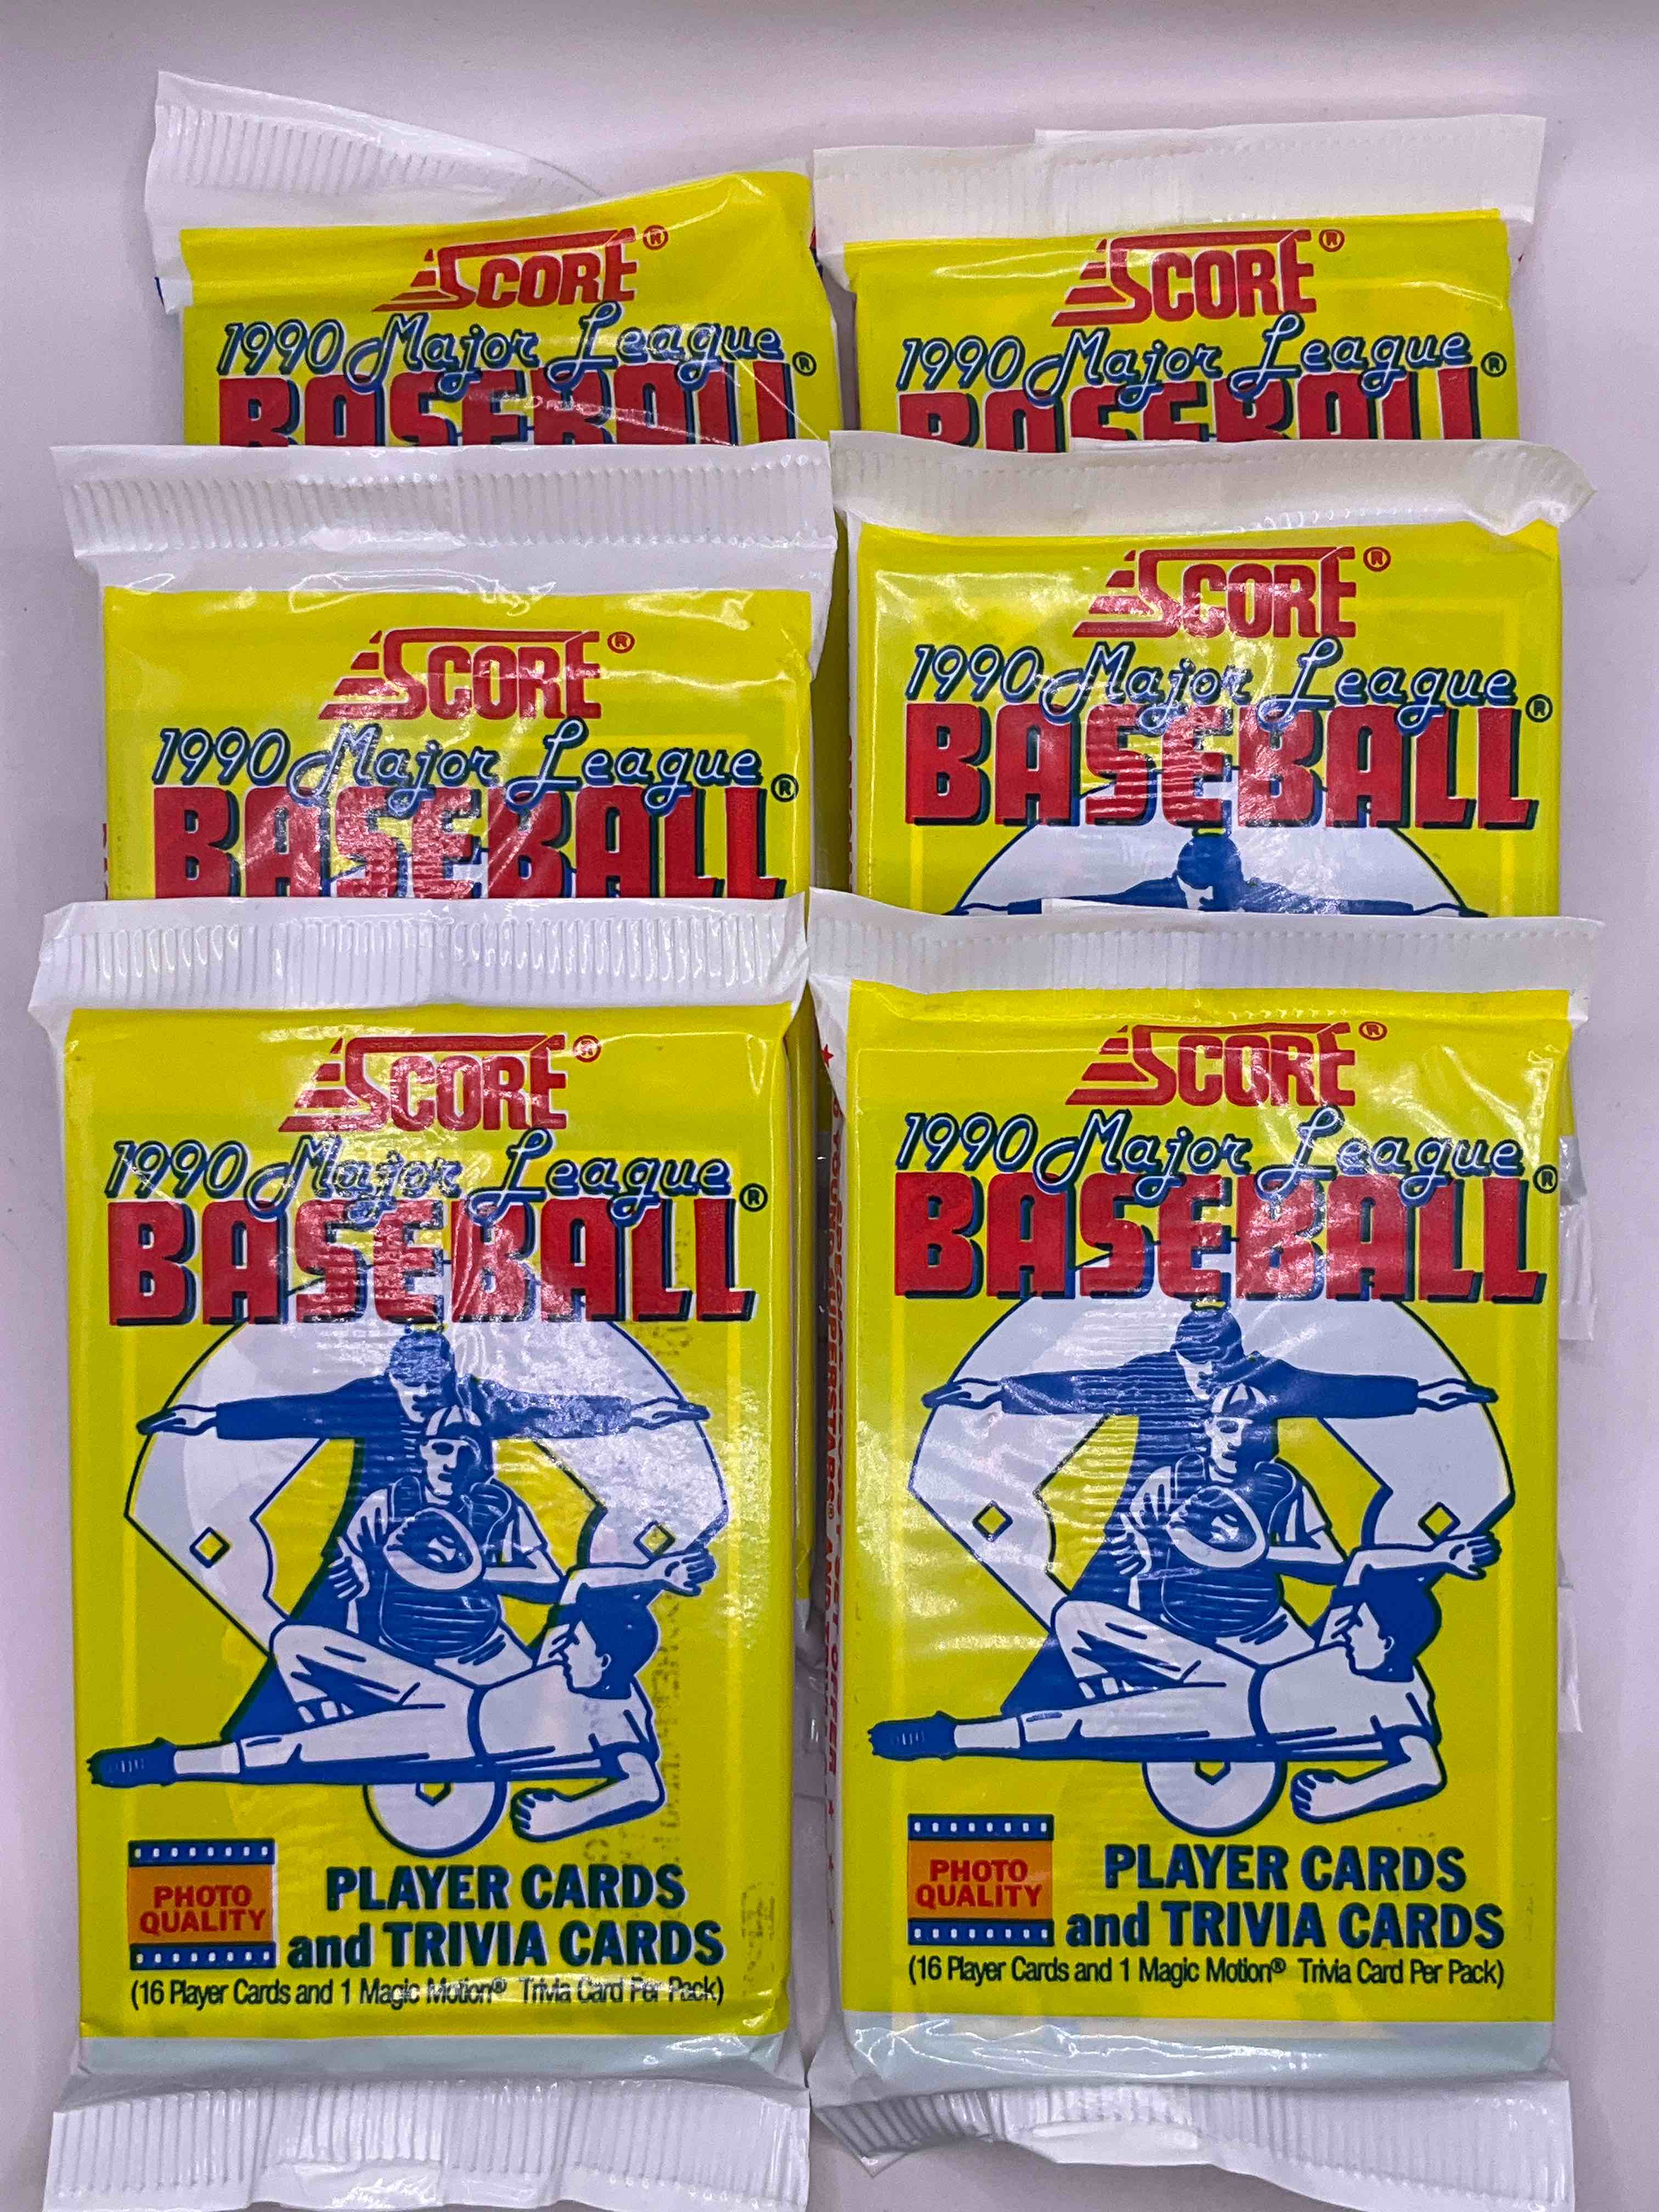 SCORE®
1990 Major League®
BASEBALL
SCORE®
1990 Major League®
BASEBALL
SCORE®
1990 Major League
BASEBALL®
SCORE®
1990 Major League
BASEBALL®
SCORE®
1990 Major League
BASEBALL®
PHOTO
QUALITY
PLAYER CARDS
and TRIVIA CARDS
(16 Player Cards and 1 Magic Motion® Trivia Card Per Pack)
SCORE®
1990 Major League
BASEBALL®
PHOTO
QUALITY
PLAYER CARDS
and TRIVIA CARDS
(16 Player Cards and 1 Magic Motion® Trivia Card Per Pack)